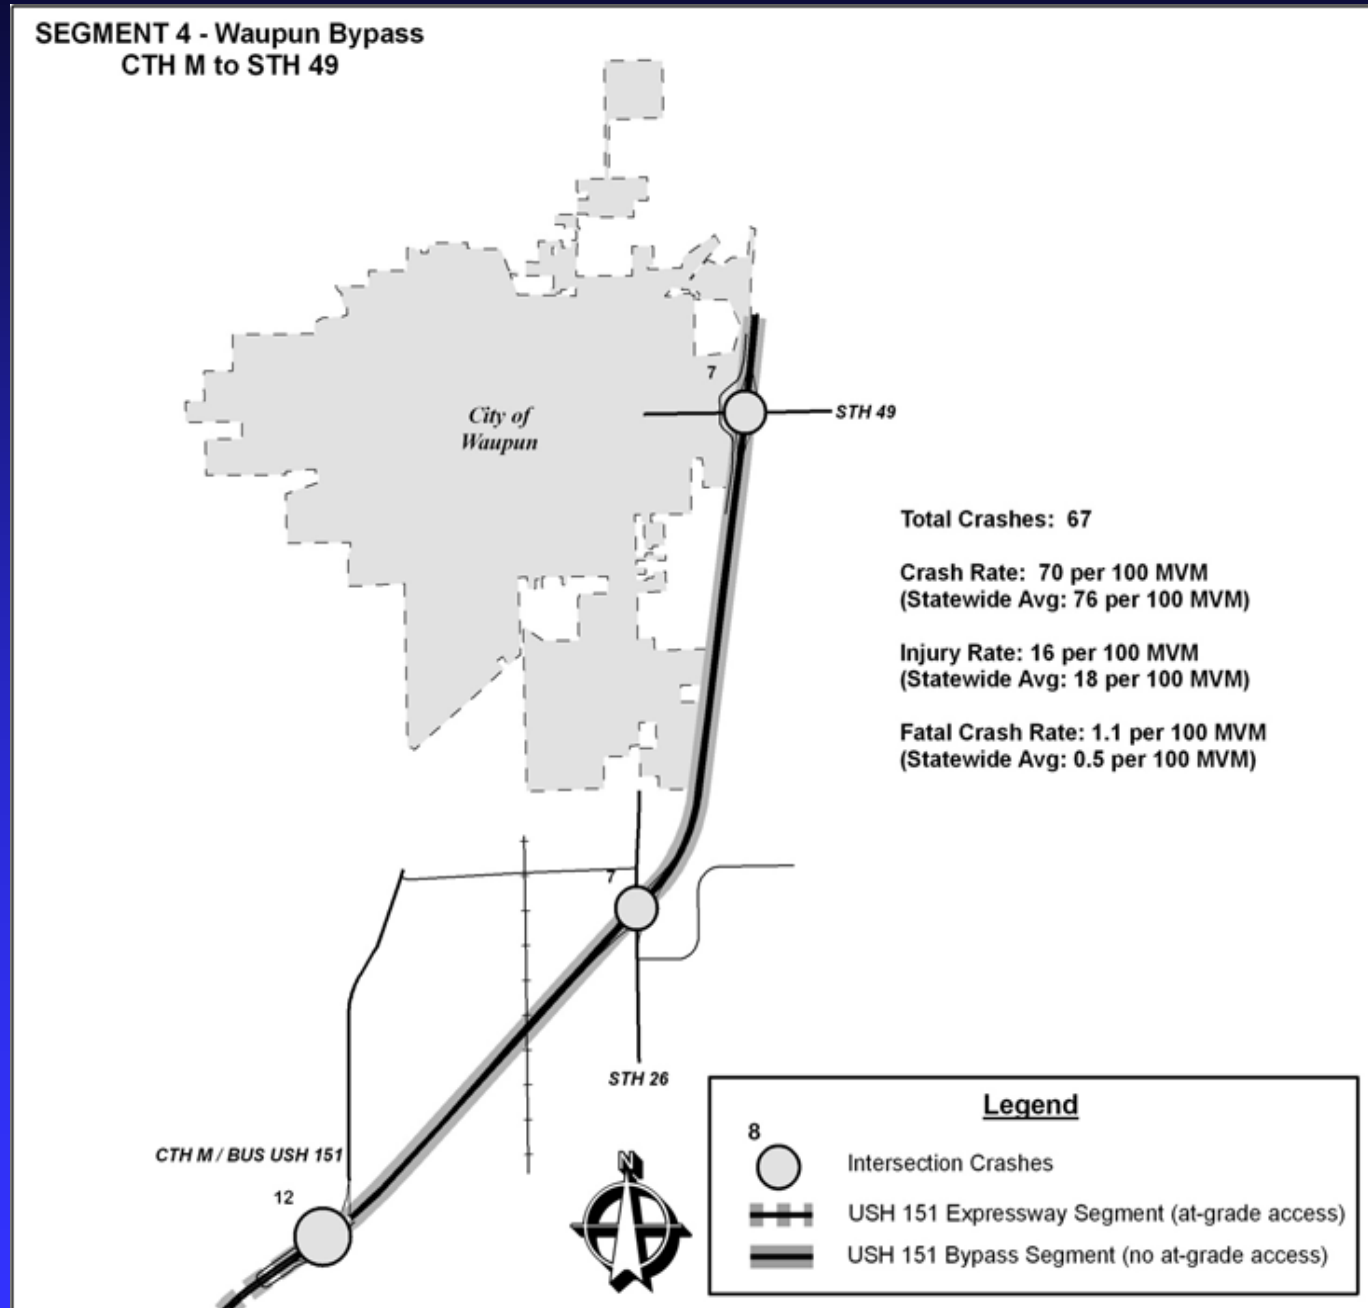 SEGMENT 4 - Waupun Bypass
CTH M to STH 49
7
City of
Waupun
STH 49
Total Crashes: 67
Crash Rate: 70 per 100 MVM
(Statewide Avg: 76 per 100 MVM)
Injury Rate: 16 per 100 MVM
(Statewide Avg: 18 per 100 MVM)
Fatal Crash Rate: 1.1 per 100 MVM
(Statewide Avg: 0.5 per 100 MVM)
7
STH 26
CTH M / BUS USH 151
12
N
Legend
8
Intersection Crashes
USH 151 Expressway Segment (at-grade access)
USH 151 Bypass Segment (no at-grade access)